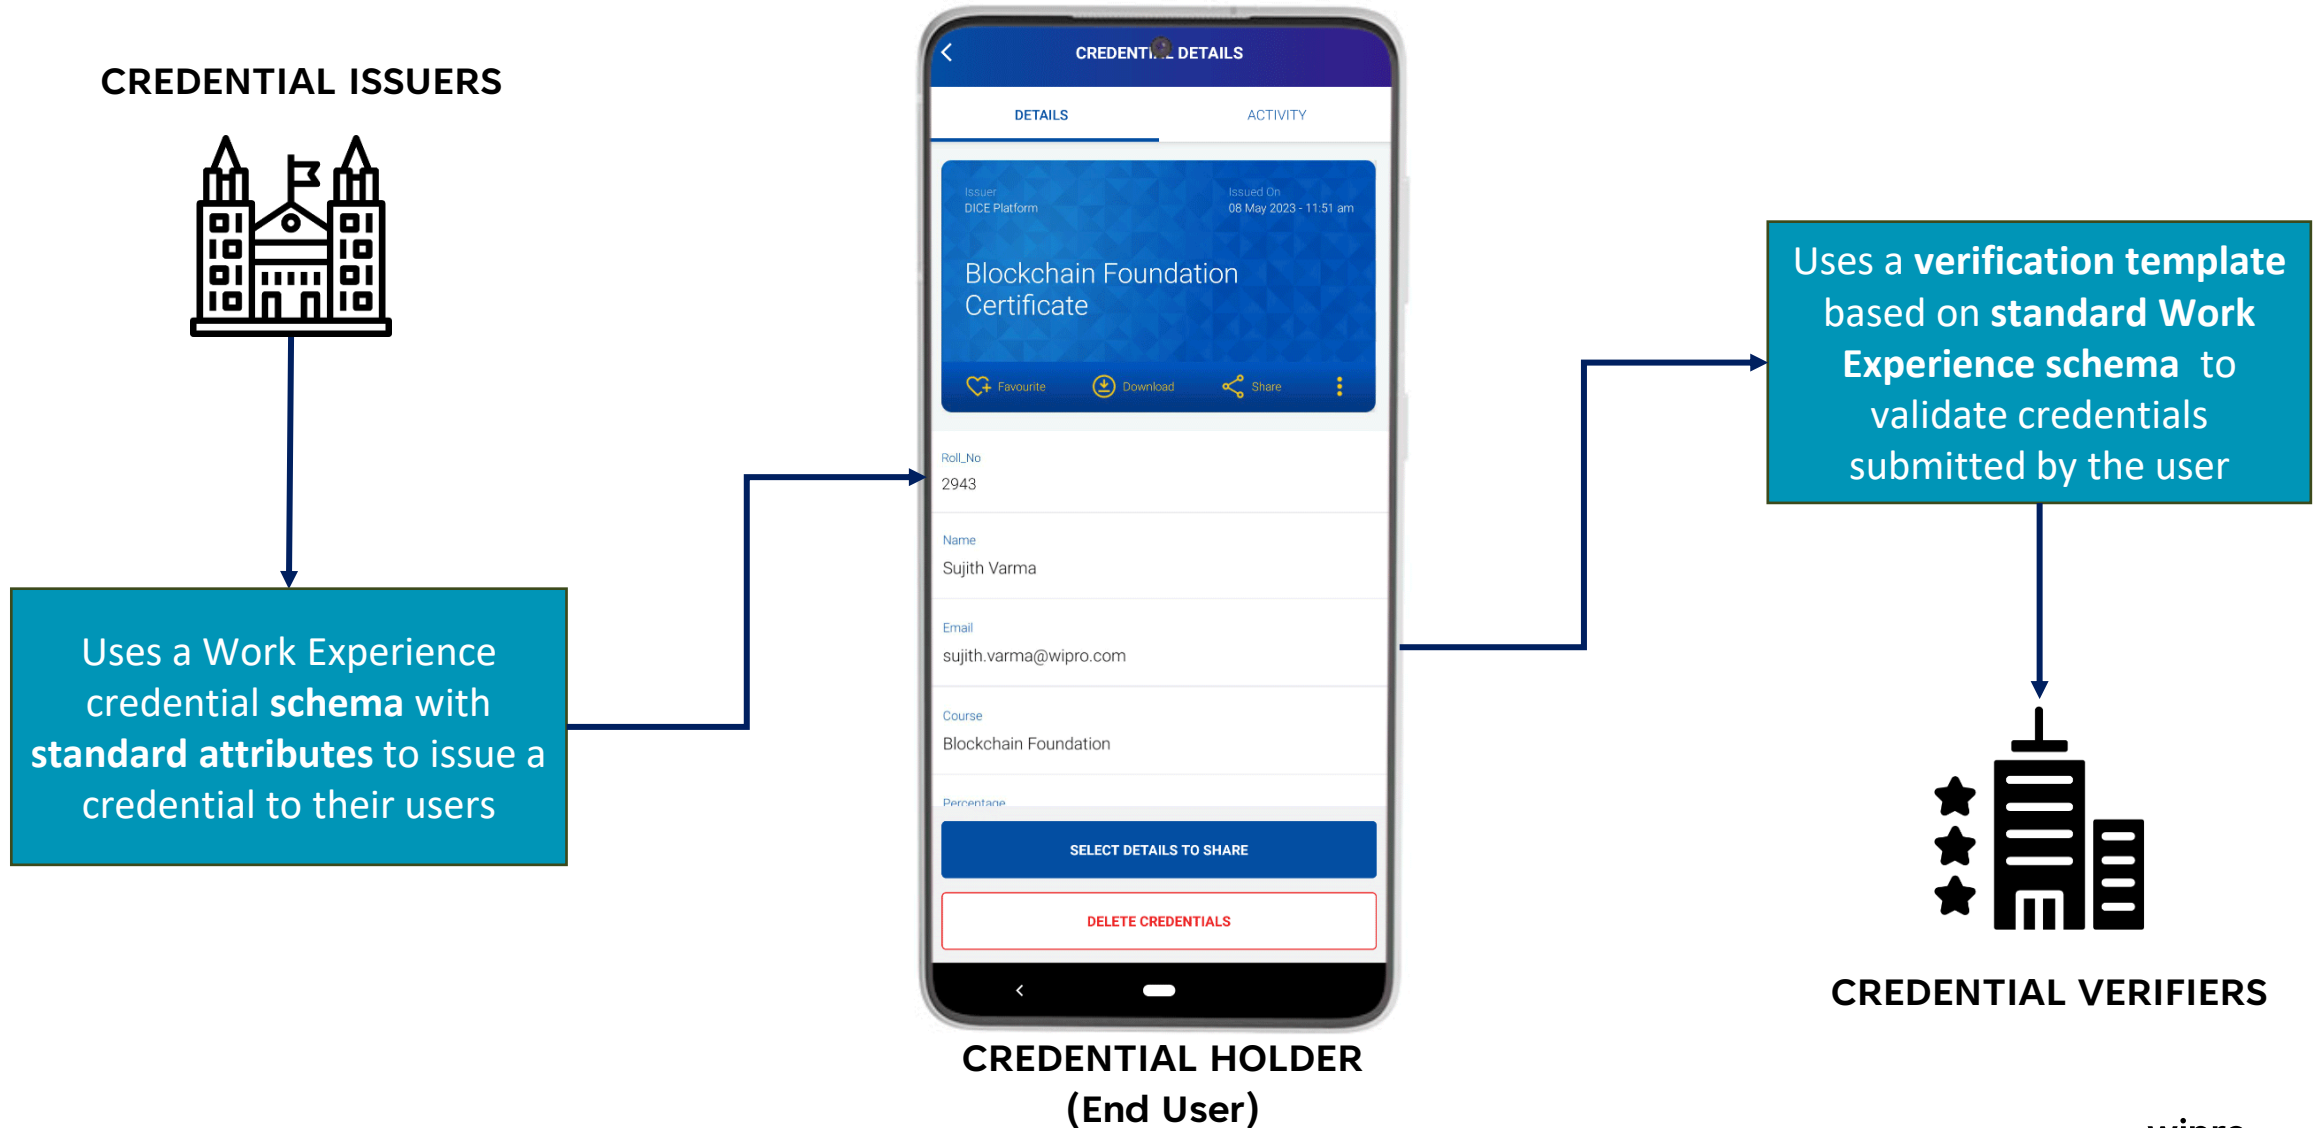 CREDENTIAL ISSUERS
Uses a Work Experience
credential schema with
standard attributes to issue a
credential to their users
CREDENTIAL DETAILS
DETAILS
ACTIVITY
Issuer
DICE Platform
Issued On
08 May 2023 - 11:51 am
Blockchain Foundation
Certificate
Favourite
Download
Share
Roll_No
2943
Name
Sujith Varma
Email
sujith.varma@wipro.com
Course
Blockchain Foundation
Percentage
SELECT DETAILS TO SHARE
DELETE CREDENTIALS
CREDENTIAL HOLDER
(End User)
Uses a verification template
based on standard Work
Experience schema to
validate credentials
submitted by the user
CREDENTIAL VERIFIERS
wipro